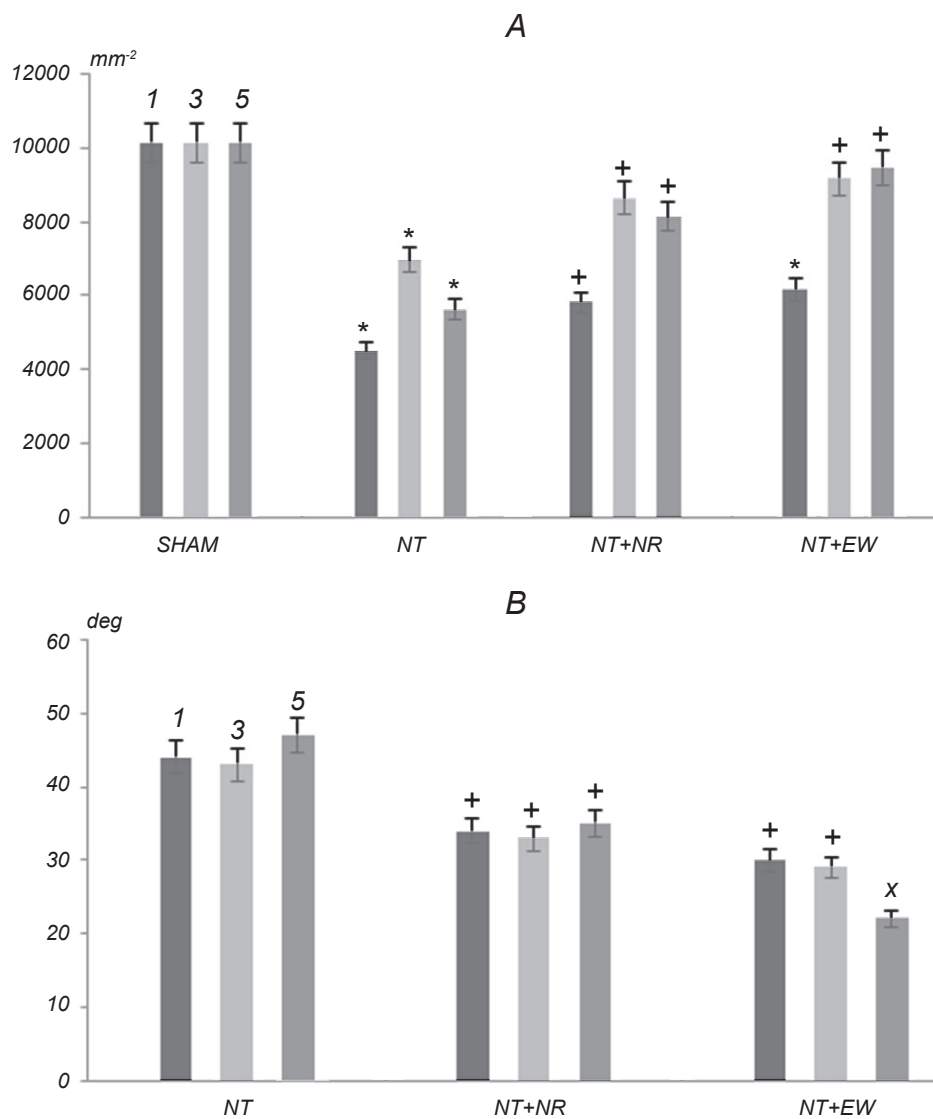 A
mm-2
12000
10000
8000
6000
4000
2000
0
1 3 5
* * *
+ + +
* + +
SHAM NT NT+NR NT+EW
B
deg
60
50
40
30
20
10
0
1 3 5
+ + +
+ + x
NT NT+NR NT+EW